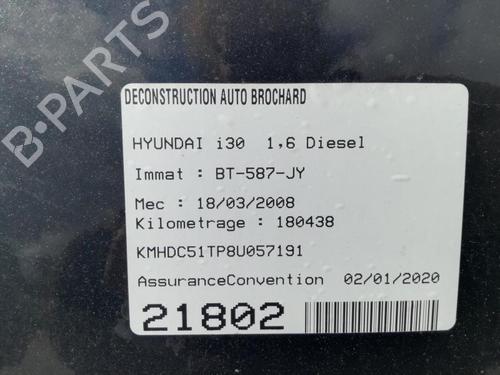 DECONSTRUCTION AUTO BROCHARD
HYUNDAI i30 1,6 Diesel
Immat : BT-587-JY
Mec : 18/03/2008
Kilometrage : 180438
KMHDC51TP8U057191
AssuranceConvention 02/01/2020
21802
B-PARTS